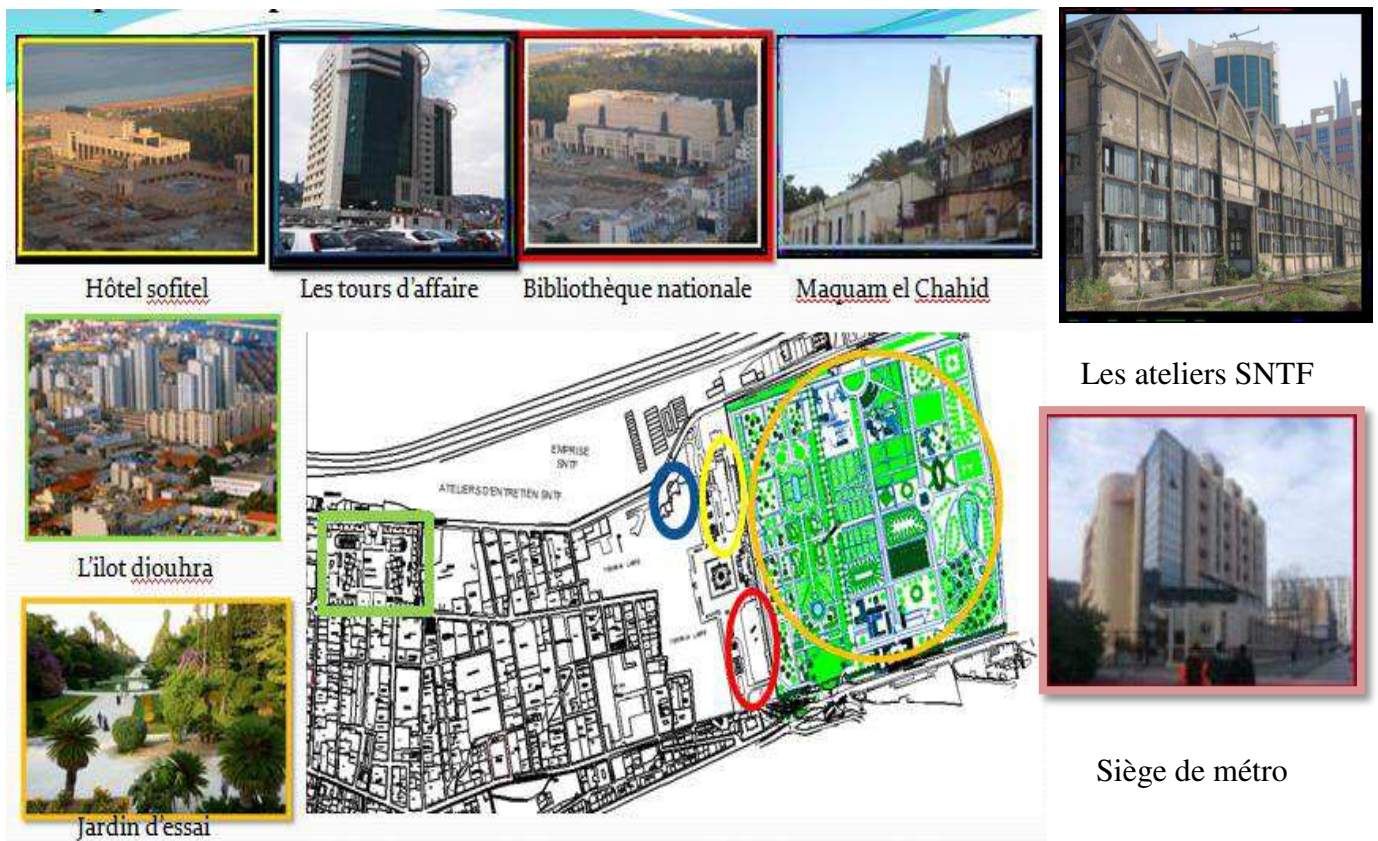 Hôtel sofitel
Les tours d'affaire
Bibliothèque nationale
Maquam el Chahid
Les ateliers SNTF
L'ilot djouhra
EMPRISE
SNTF
ATELIERS D'ENTRETIEN SNTF
Jardin d'essai
Siège de métro